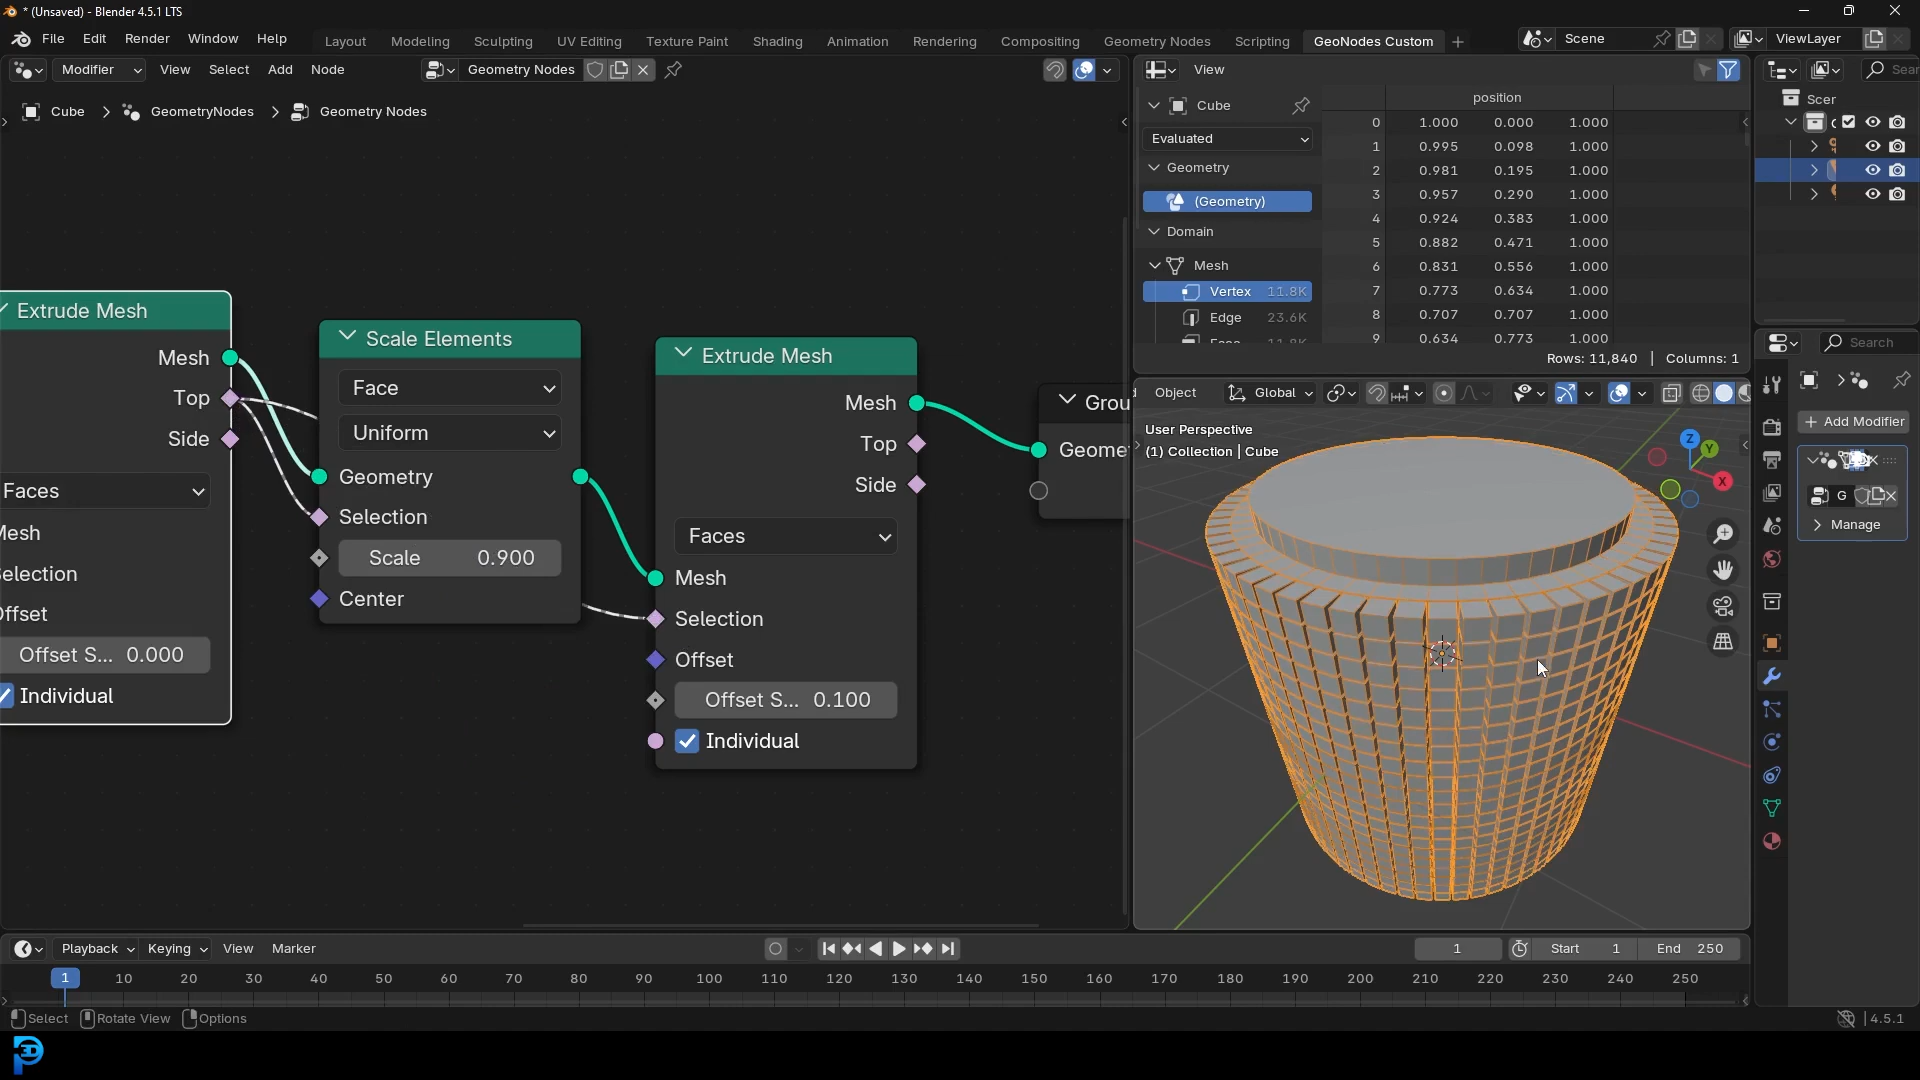 * (Unsaved) - Blender 4.5.1 LTS
File Edit Render Window Help Layout Modeling Sculpting UV Editing Texture Paint Shading Animation Rendering Compositing Geometry Nodes Scripting GeoNodes Custom + Scene ViewLayer
Modifier View Select Add Node Geometry Nodes
Cube > GeometryNodes > Geometry Nodes
Extrude Mesh
Mesh
Top
Side
Faces
Mesh
Selection
Offset
Offset S... 0.000
Individual
Scale Elements
Face
Uniform
Geometry
Selection
Scale 0.900
Center
Extrude Mesh
Mesh
Top
Side
Faces
Mesh
Selection
Offset
Offset S... 0.100
Individual
Grou
Geome
View
Cube
Evaluated
Geometry
(Geometry)
Domain
Mesh
Vertex 11.8K
Edge 23.6K
position
0 1.000 0.000 1.000
1 0.995 0.098 1.000
2 0.981 0.195 1.000
3 0.957 0.290 1.000
4 0.924 0.383 1.000
5 0.882 0.471 1.000
6 0.831 0.556 1.000
7 0.773 0.634 1.000
8 0.707 0.707 1.000
9 0.634 0.773 1.000
Rows: 11,840 | Columns: 1
Object Global
User Perspective
(1) Collection | Cube
Z
Y
X
Sear
Scer
c
Search
+ Add Modifier
G
Manage
Playback Keying View Marker 1 Start 1 End 250
1 10 20 30 40 50 60 70 80 90 100 110 120 130 140 150 160 170 180 190 200 210 220 230 240 250
Select Rotate View Options 4.5.1